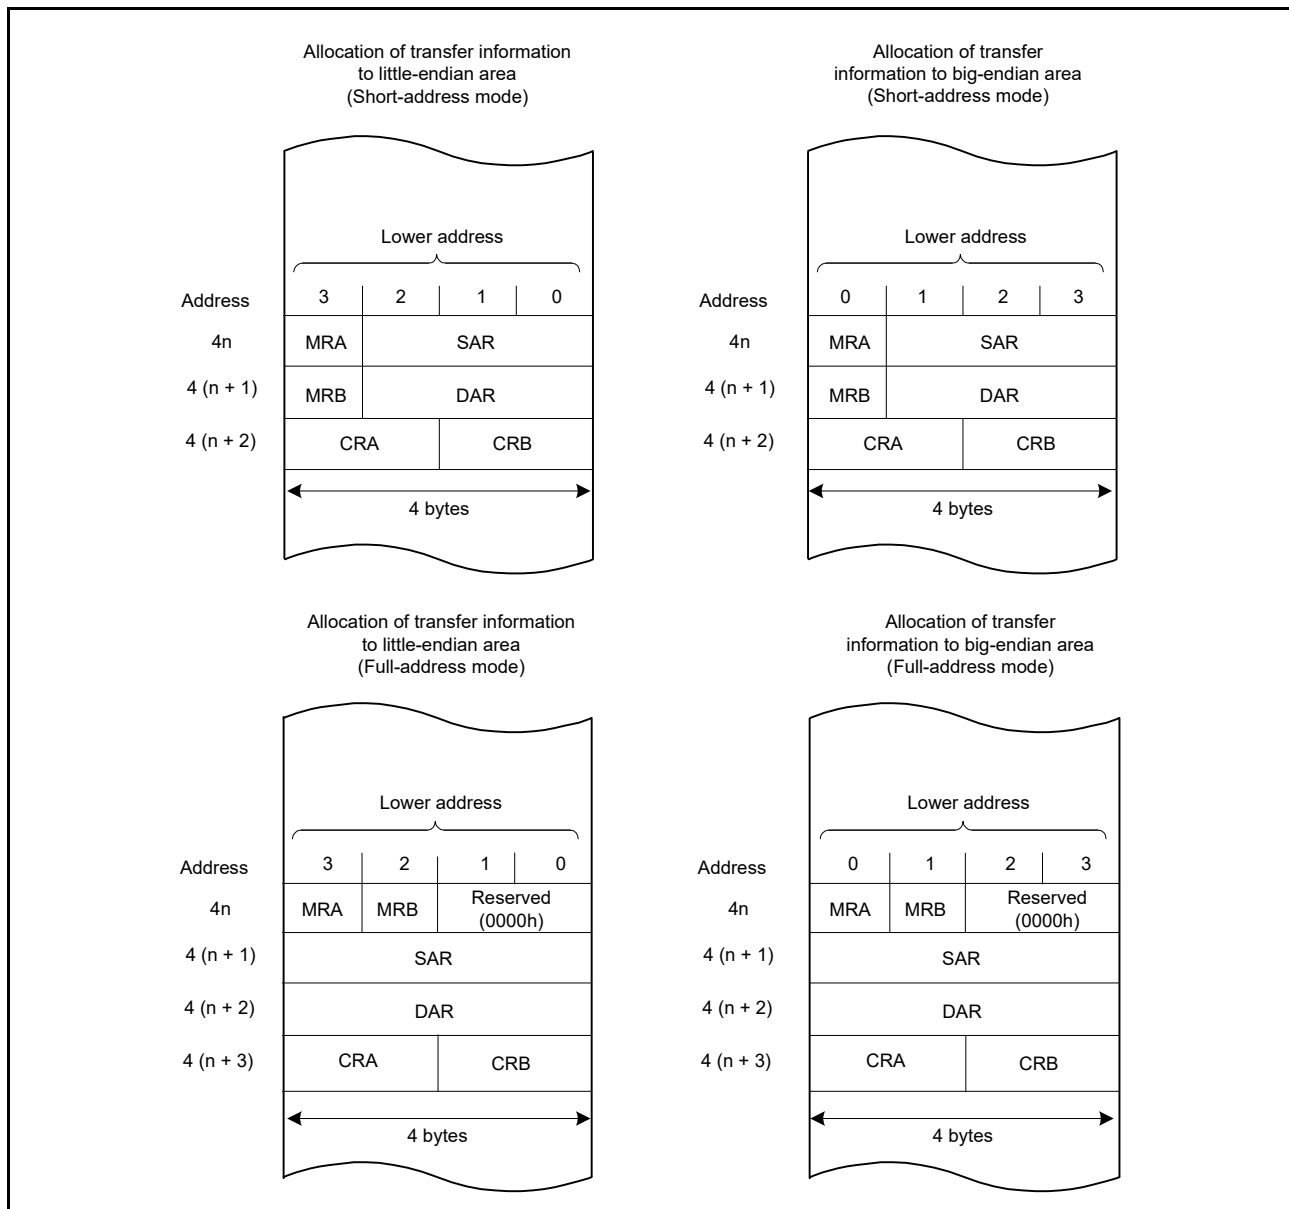 Allocation of transfer information
to little-endian area
(Short-address mode)
Lower address
Address 3 2 1 0
4n MRA SAR
4 (n + 1) MRB DAR
4 (n + 2) CRA CRB
4 bytes
Allocation of transfer
information to big-endian area
(Short-address mode)
Lower address
Address 0 1 2 3
4n MRA SAR
4 (n + 1) MRB DAR
4 (n + 2) CRA CRB
4 bytes
Allocation of transfer information
to little-endian area
(Full-address mode)
Lower address
Address 3 2 1 0
4n MRA MRB Reserved
(0000h)
4 (n + 1) SAR
4 (n + 2) DAR
4 (n + 3) CRA CRB
4 bytes
Allocation of transfer
information to big-endian area
(Full-address mode)
Lower address
Address 0 1 2 3
4n MRA MRB Reserved
(0000h)
4 (n + 1) SAR
4 (n + 2) DAR
4 (n + 3) CRA CRB
4 bytes